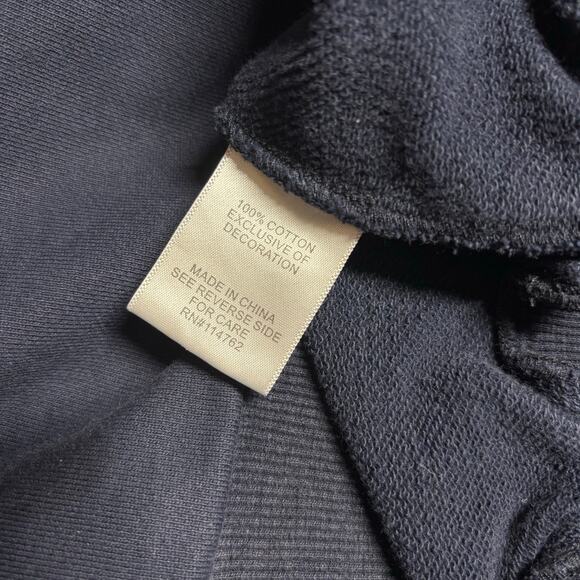 100% COTTON
EXCLUSIVE OF
DECORATION
MADE IN CHINA
SEE REVERSE SIDE
FOR CARE
RN#114762